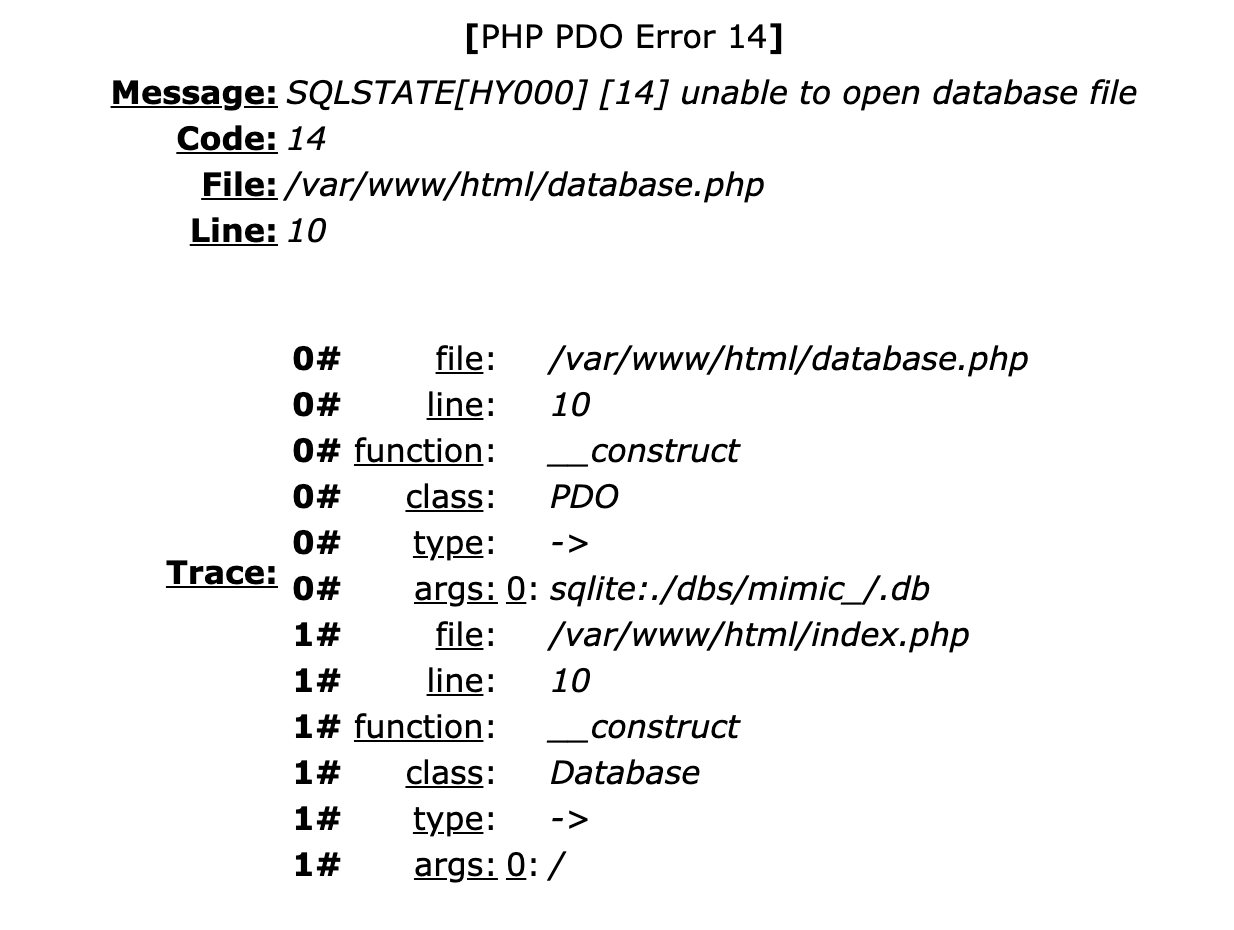 [PHP PDO Error 14]
Message: SQLSTATE[HY000] [14] unable to open database file
Code: 14
File: /var/www/html/database.php
Line: 10
Trace:
0# file: /var/www/html/database.php
0# line: 10
0# function: __construct
0# class: PDO
0# type: ->
0# args: 0: sqlite:./dbs/mimic_/.db
1# file: /var/www/html/index.php
1# line: 10
1# function: __construct
1# class: Database
1# type: ->
1# args: 0: /